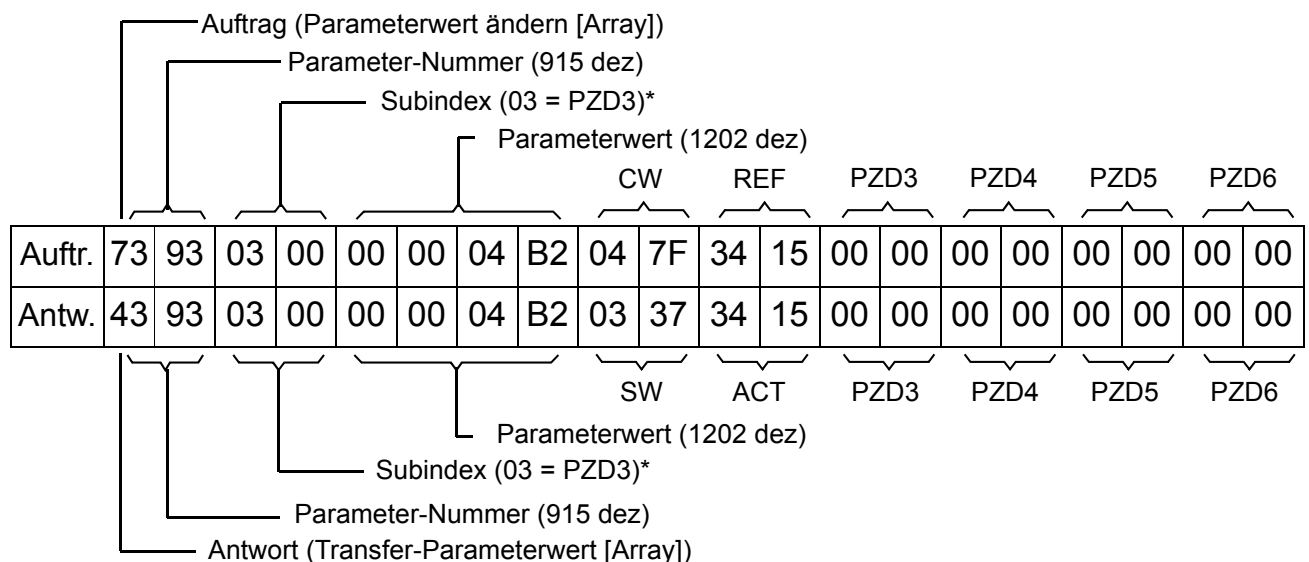 Auftrag (Parameterwert ändern [Array])
Parameter-Nummer (915 dez)
Subindex (03 = PZD3)*
Parameterwert (1202 dez)
CW REF PZD3 PZD4 PZD5 PZD6
Auftr. 73 93 03 00 00 00 04 B2 04 7F 34 15 00 00 00 00 00 00 00 00
Antw. 43 93 03 00 00 00 04 B2 03 37 34 15 00 00 00 00 00 00 00 00
SW ACT PZD3 PZD4 PZD5 PZD6
Parameterwert (1202 dez)
Subindex (03 = PZD3)*
Parameter-Nummer (915 dez)
Antwort (Transfer-Parameterwert [Array])